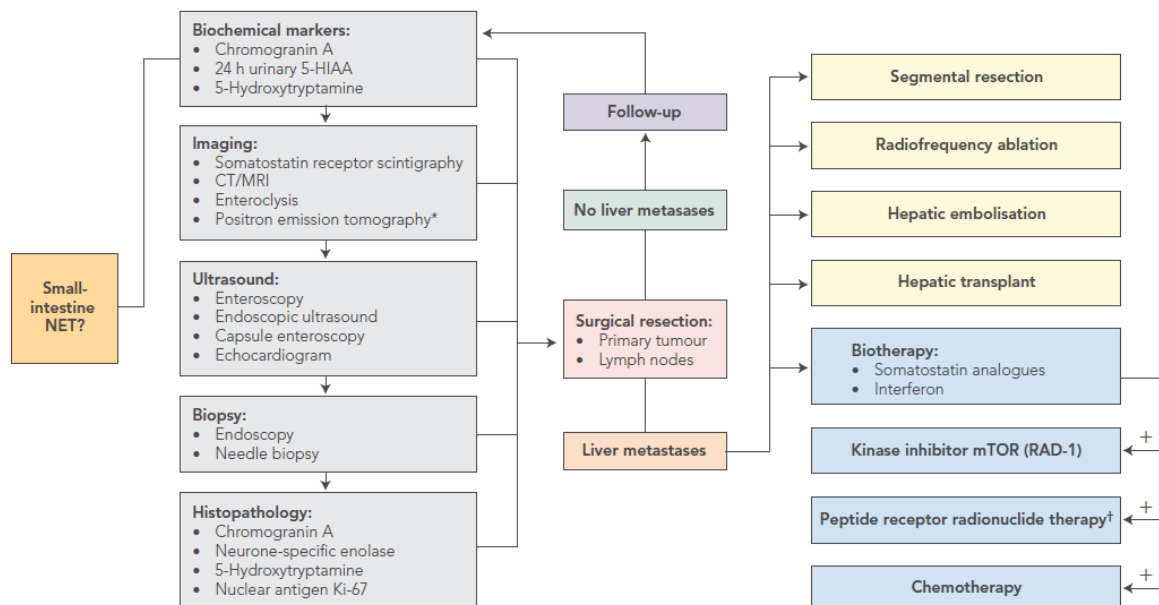 Small-
intestine
NET?
Biochemical markers:
• Chromogranin A
• 24 h urinary 5-HIAA
• 5-Hydroxytryptamine
Imaging:
• Somatostatin receptor scintigraphy
• CT/MRI
• Enteroclysis
• Positron emission tomography*
Ultrasound:
• Enteroscopy
• Endoscopic ultrasound
• Capsule enteroscopy
• Echocardiogram
Biopsy:
• Endoscopy
• Needle biopsy
Histopathology:
• Chromogranin A
• Neurone-specific enolase
• 5-Hydroxytryptamine
• Nuclear antigen Ki-67
Follow-up
No liver metasases
Surgical resection:
• Primary tumour
• Lymph nodes
Liver metastases
Segmental resection
Radiofrequency ablation
Hepatic embolisation
Hepatic transplant
Biotherapy:
• Somatostatin analogues
• Interferon
Kinase inhibitor mTOR (RAD-1)
+
Peptide receptor radionuclide therapy†
+
Chemotherapy
+